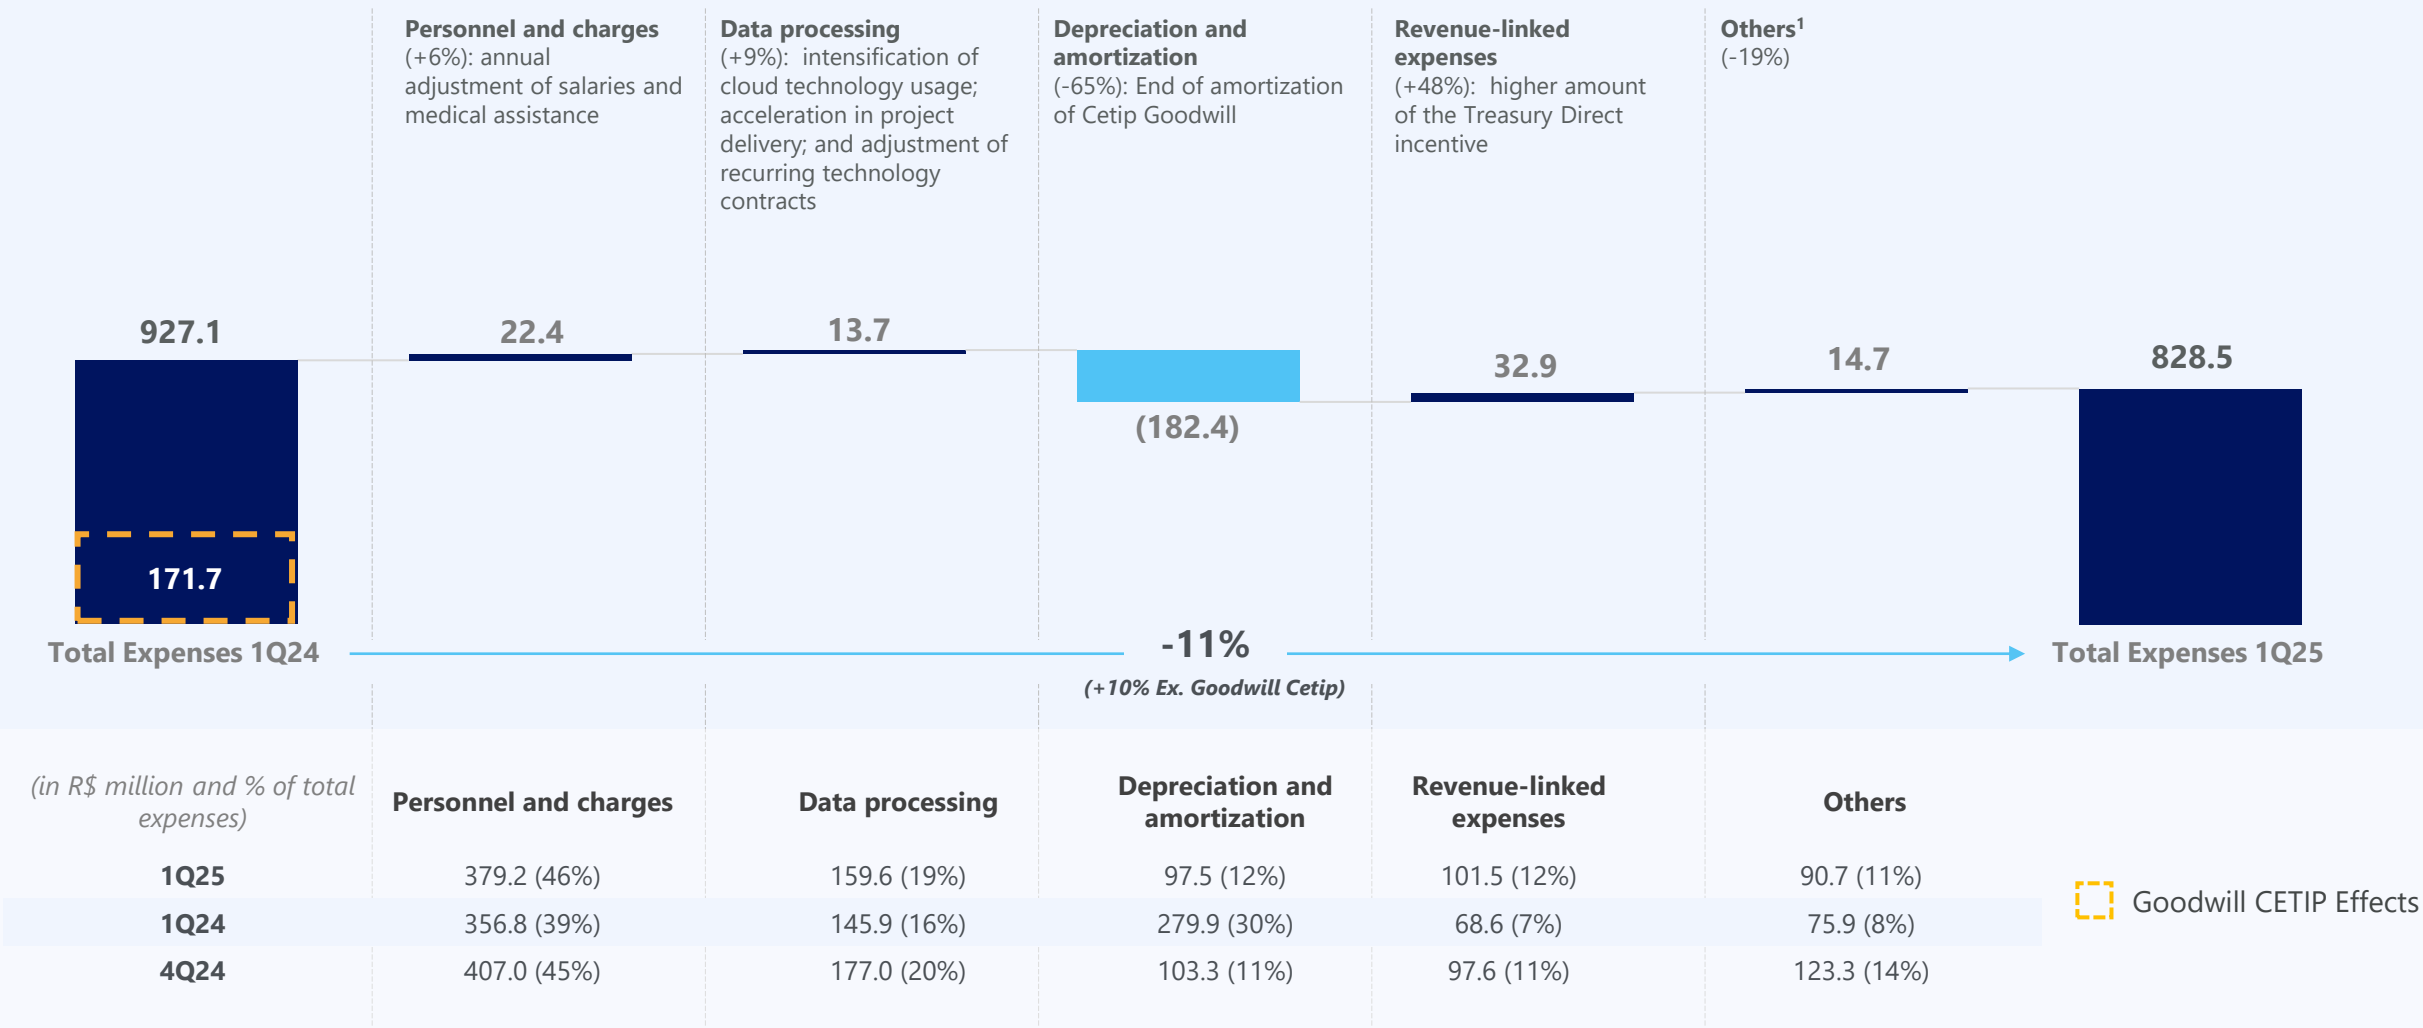 Personnel and charges
(+6%): annual
adjustment of salaries and
medical assistance
Data processing
(+9%): intensification of
cloud technology usage;
acceleration in project
delivery; and adjustment of
recurring technology
contracts
Depreciation and
amortization
(-65%): End of amortization
of Cetip Goodwill
Revenue-linked
expenses
(+48%): higher amount
of the Treasury Direct
incentive
Others¹
(-19%)
927.1
22.4
13.7
(182.4)
32.9
14.7
828.5
171.7
Total Expenses 1Q24
-11%
(+10% Ex. Goodwill Cetip)
Total Expenses 1Q25
(in R$ million and % of total
expenses)
Personnel and charges
Data processing
Depreciation and
amortization
Revenue-linked
expenses
Others
1Q25 379.2 (46%) 159.6 (19%) 97.5 (12%) 101.5 (12%) 90.7 (11%)
1Q24 356.8 (39%) 145.9 (16%) 279.9 (30%) 68.6 (7%) 75.9 (8%)
4Q24 407.0 (45%) 177.0 (20%) 103.3 (11%) 97.6 (11%) 123.3 (14%)
Goodwill CETIP Effects